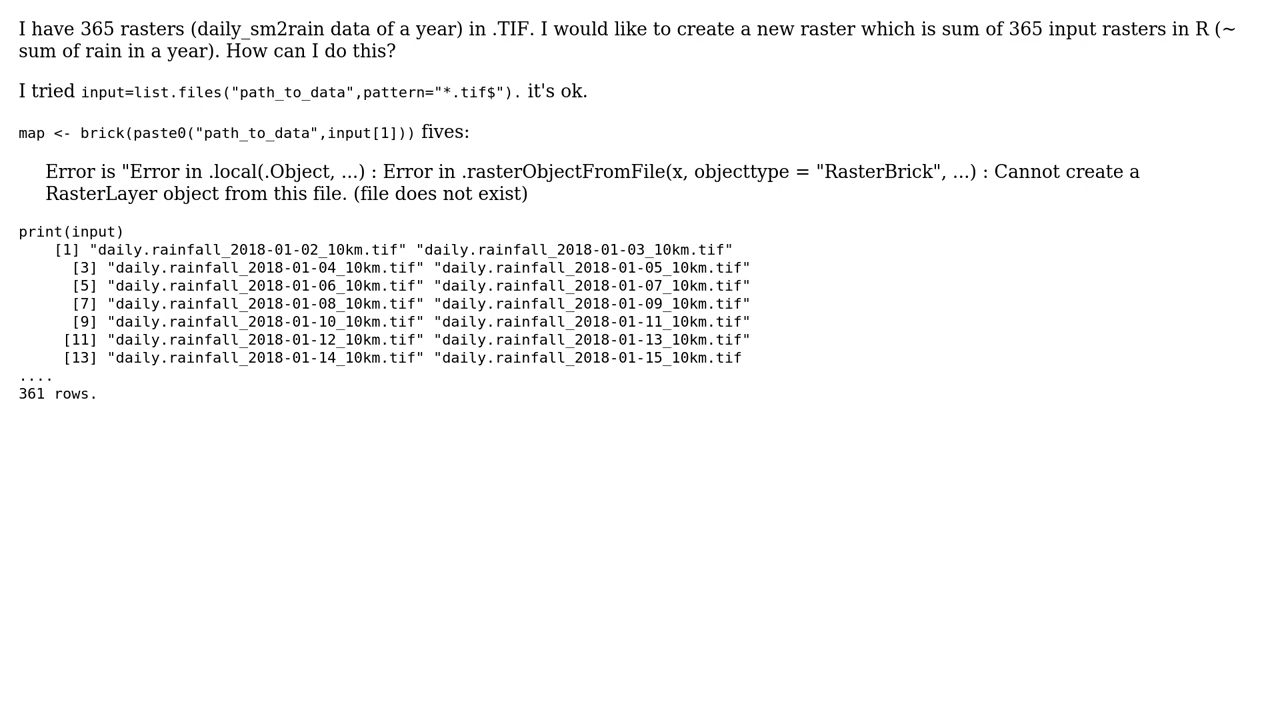 I have 365 rasters (daily_sm2rain data of a year) in .TIF. I would like to create a new raster which is sum of 365 input rasters in R (~
sum of rain in a year). How can I do this?
I tried input=list.files("path_to_data",pattern="*.tif$"). it's ok.
map <- brick(paste0("path_to_data",input[1])) fives:
Error is "Error in .local(.Object, ...) : Error in .rasterObjectFromFile(x, objecttype = "RasterBrick", ...) : Cannot create a
RasterLayer object from this file. (file does not exist)
print(input)
    [1] "daily.rainfall_2018-01-02_10km.tif" "daily.rainfall_2018-01-03_10km.tif"
      [3] "daily.rainfall_2018-01-04_10km.tif" "daily.rainfall_2018-01-05_10km.tif"
      [5] "daily.rainfall_2018-01-06_10km.tif" "daily.rainfall_2018-01-07_10km.tif"
      [7] "daily.rainfall_2018-01-08_10km.tif" "daily.rainfall_2018-01-09_10km.tif"
      [9] "daily.rainfall_2018-01-10_10km.tif" "daily.rainfall_2018-01-11_10km.tif"
     [11] "daily.rainfall_2018-01-12_10km.tif" "daily.rainfall_2018-01-13_10km.tif"
     [13] "daily.rainfall_2018-01-14_10km.tif" "daily.rainfall_2018-01-15_10km.tif
....
361 rows.